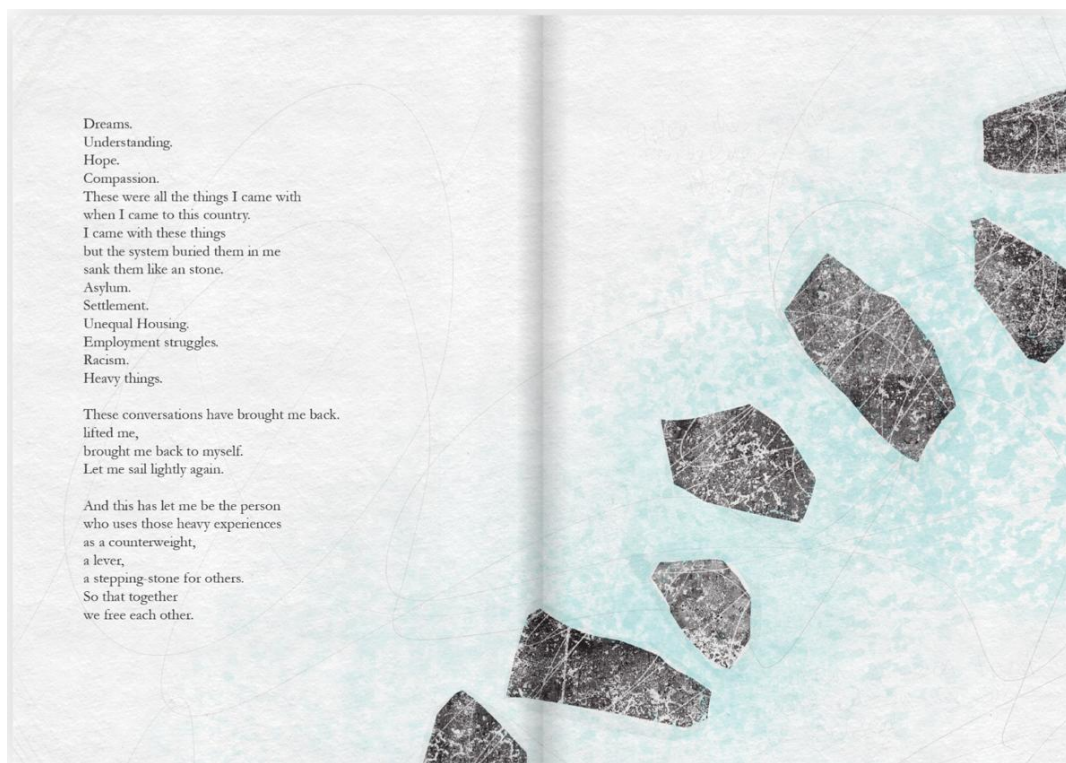 Dreams.
Understanding.
Hope.
Compassion.
These were all the things I came with
when I came to this country.
I came with these things
but the system buried them in me
sank them like an stone.
Asylum.
Settlement.
Unequal Housing.
Employment struggles.
Racism.
Heavy things.
These conversations have brought me back.
lifted me,
brought me back to myself.
Let me sail lightly again.
And this has let me be the person
who uses those heavy experiences
as a counterweight,
a lever,
a stepping-stone for others.
So that together
we free each other.